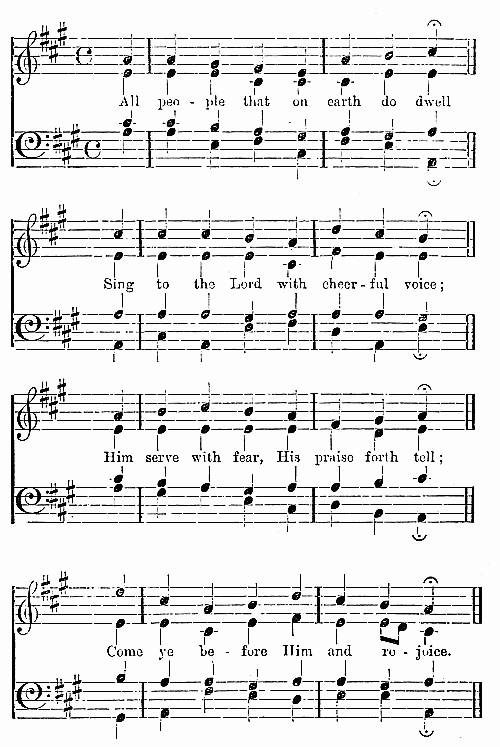 All peo - ple that on earth do dwell
Sing to the Lord with cheer - ful voice;
Him serve with fear, His praise forth tell;
Come ye be - fore Him and re - joice.